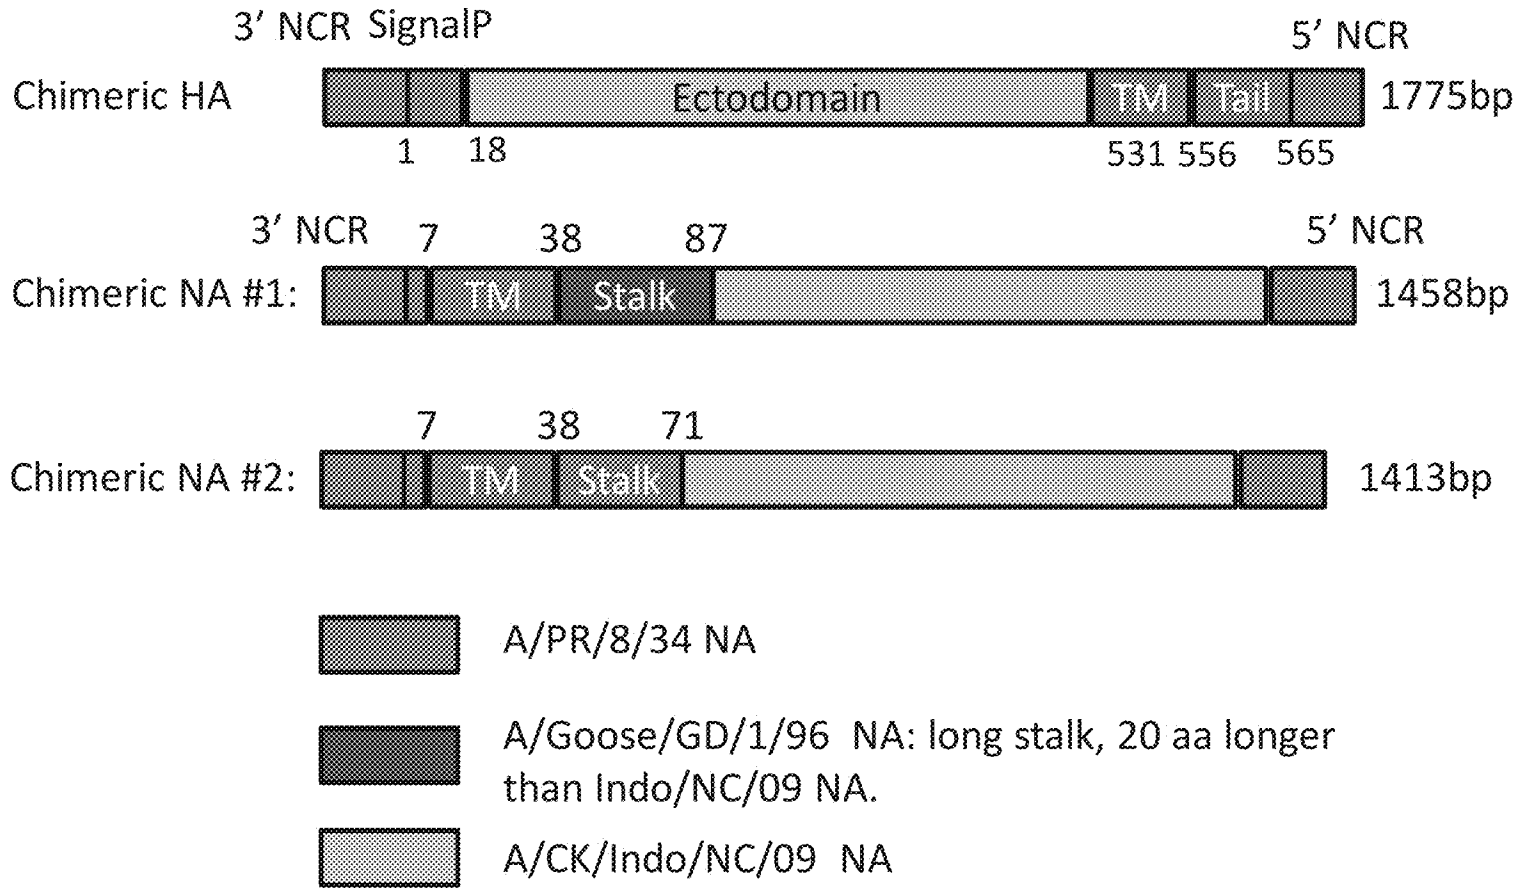 3′ NCR SignalP 5′ NCR
Chimeric HA Ectodomain TM Tail 1775bp
1 18 531 556 565
3′ NCR 7 38 87 5′ NCR
Chimeric NA #1: TM Stalk 1458bp
7 38 71
Chimeric NA #2: TM Stalk 1413bp
A/PR/8/34 NA
A/Goose/GD/1/96 NA: long stalk, 20 aa longer
than Indo/NC/09 NA.
A/CK/Indo/NC/09 NA